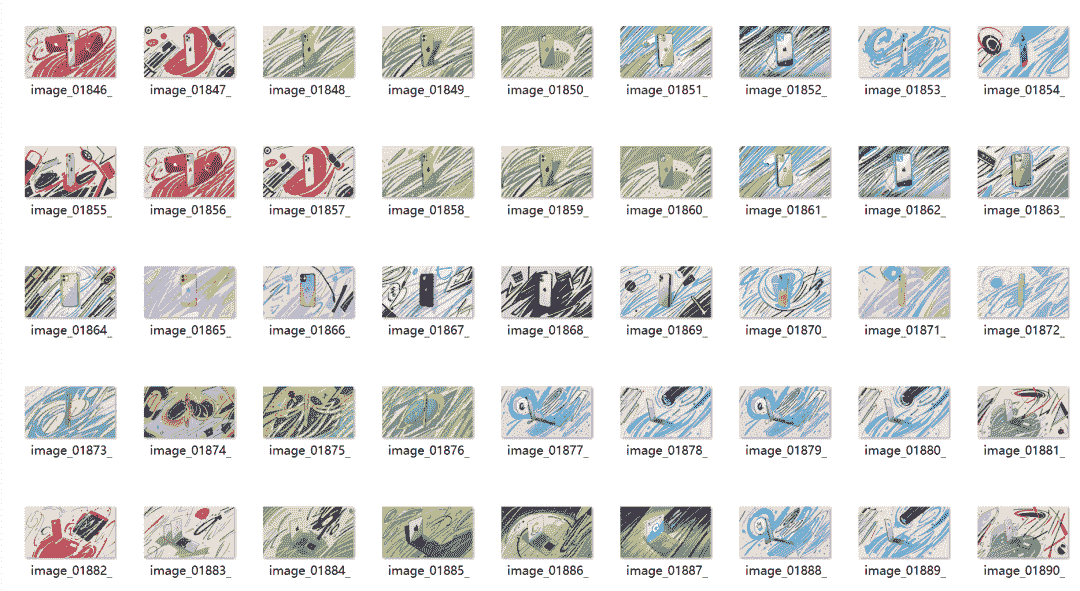 image_01846_ image_01847_ image_01848_ image_01849_ image_01850_ image_01851_ image_01852_ image_01853_ image_01854_
image_01855_ image_01856_ image_01857_ image_01858_ image_01859_ image_01860_ image_01861_ image_01862_ image_01863_
image_01864_ image_01865_ image_01866_ image_01867_ image_01868_ image_01869_ image_01870_ image_01871_ image_01872_
image_01873_ image_01874_ image_01875_ image_01876_ image_01877_ image_01878_ image_01879_ image_01880_ image_01881_
image_01882_ image_01883_ image_01884_ image_01885_ image_01886_ image_01887_ image_01888_ image_01889_ image_01890_